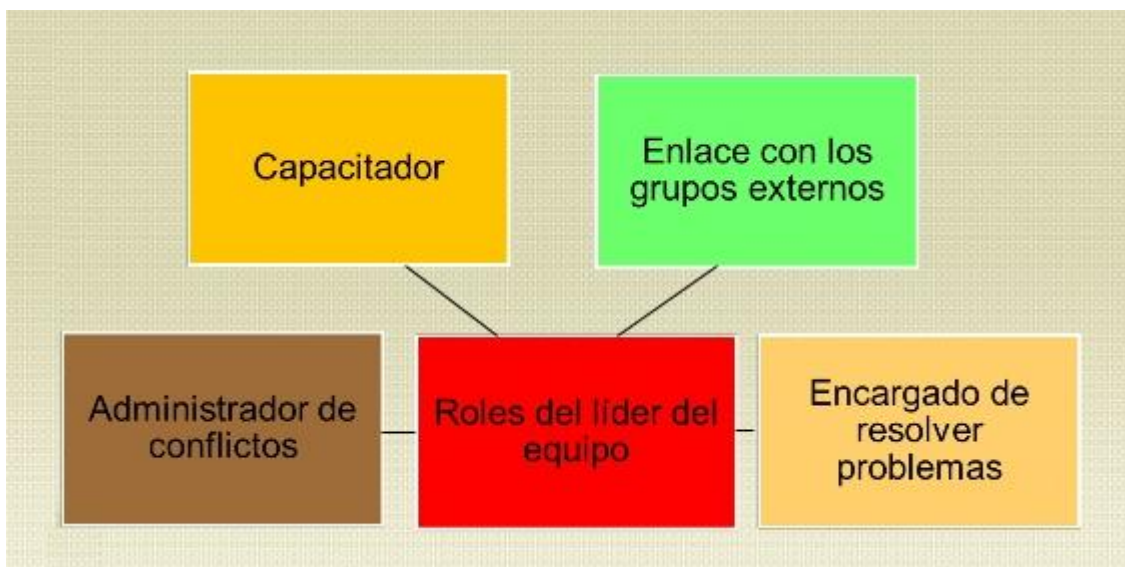 Capacitador
Enlace con los
grupos externos
Administrador de
conflictos
Roles del líder del
equipo
Encargado de
resolver
problemas